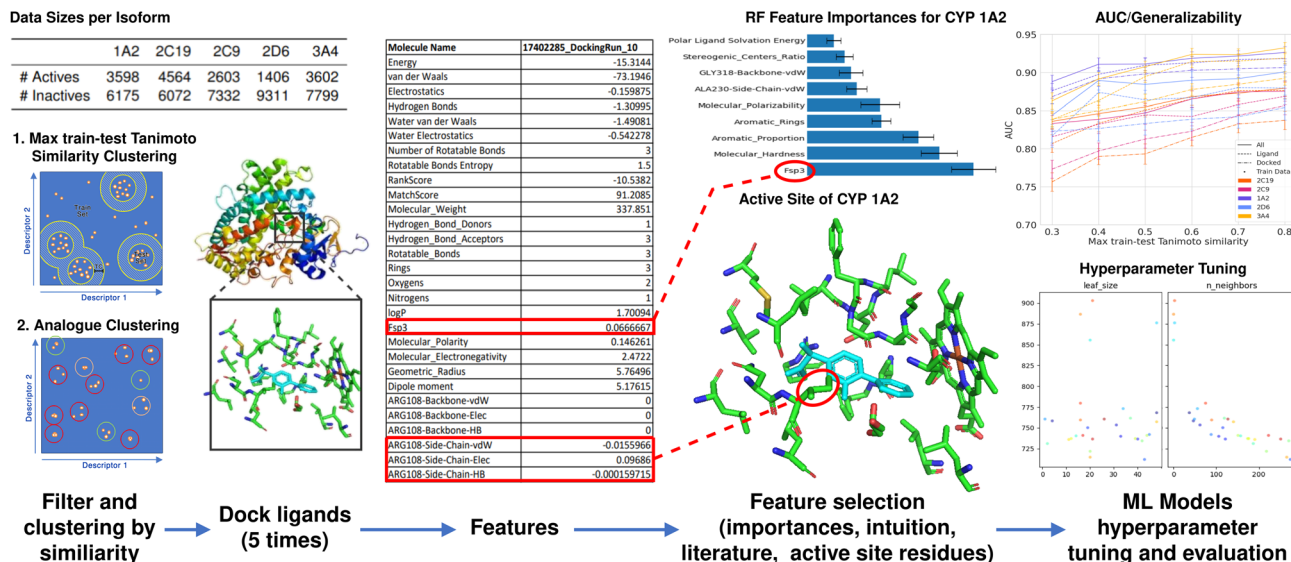 Data Sizes per Isoform
1A2 2C19 2C9 2D6 3A4
# Actives 3598 4564 2603 1406 3602
# Inactives 6175 6072 7332 9311 7799
1. Max train-test Tanimoto
Similarity Clustering
Descriptor 2
Train
Set
Test
Set
Descriptor 1
2. Analogue Clustering
Descriptor 2
Descriptor 1
Molecule Name 17402285_DockingRun_10
Energy -15.3144
van der Waals -73.1946
Electrostatics -0.159875
Hydrogen Bonds -1.30995
Water van der Waals -1.49081
Water Electrostatics -0.542278
Number of Rotatable Bonds 3
Rotatable Bonds Entropy 1.5
RankScore -10.5382
MatchScore 91.2085
Molecular_Weight 337.851
Hydrogen_Bond_Donors 1
Hydrogen_Bond_Acceptors 3
Rotatable_Bonds 3
Rings 3
Oxygens 2
Nitrogens 1
logP 1.70094
Fsp3 0.0666667
Molecular_Polarity 0.146261
Molecular_Electronegativity 2.4722
Geometric_Radius 5.76496
Dipole moment 5.17615
ARG108-Backbone-vdW 0
ARG108-Backbone-Elec 0
ARG108-Backbone-HB 0
ARG108-Side-Chain-vdW -0.0155966
ARG108-Side-Chain-Elec 0.09686
ARG108-Side-Chain-HB -0.000159715
RF Feature Importances for CYP 1A2
Polar Ligand Solvation Energy
Stereogenic_Centers_Ratio
GLY318-Backbone-vdW
ALA230-Side-Chain-vdW
Molecular_Polarizability
Aromatic_Rings
Aromatic_Proportion
Molecular_Hardness
Fsp3
Active Site of CYP 1A2
AUC/Generalizability
0.95
0.90
0.85
0.80
0.75
0.70
AUC
All
Ligand
Docked
Train Data
2C19
2C9
1A2
2D6
3A4
0.3 0.4 0.5 0.6 0.7 0.8
Max train-test Tanimoto similarity
Hyperparameter Tuning
leaf_size n_neighbors
900
875
850
825
800
775
750
725
0 20 40 0 100 200
Filter and
clustering by
similiarity
Dock ligands
(5 times)
Features
Feature selection
(importances, intuition,
literature, active site residues)
ML Models
hyperparameter
tuning and evaluation